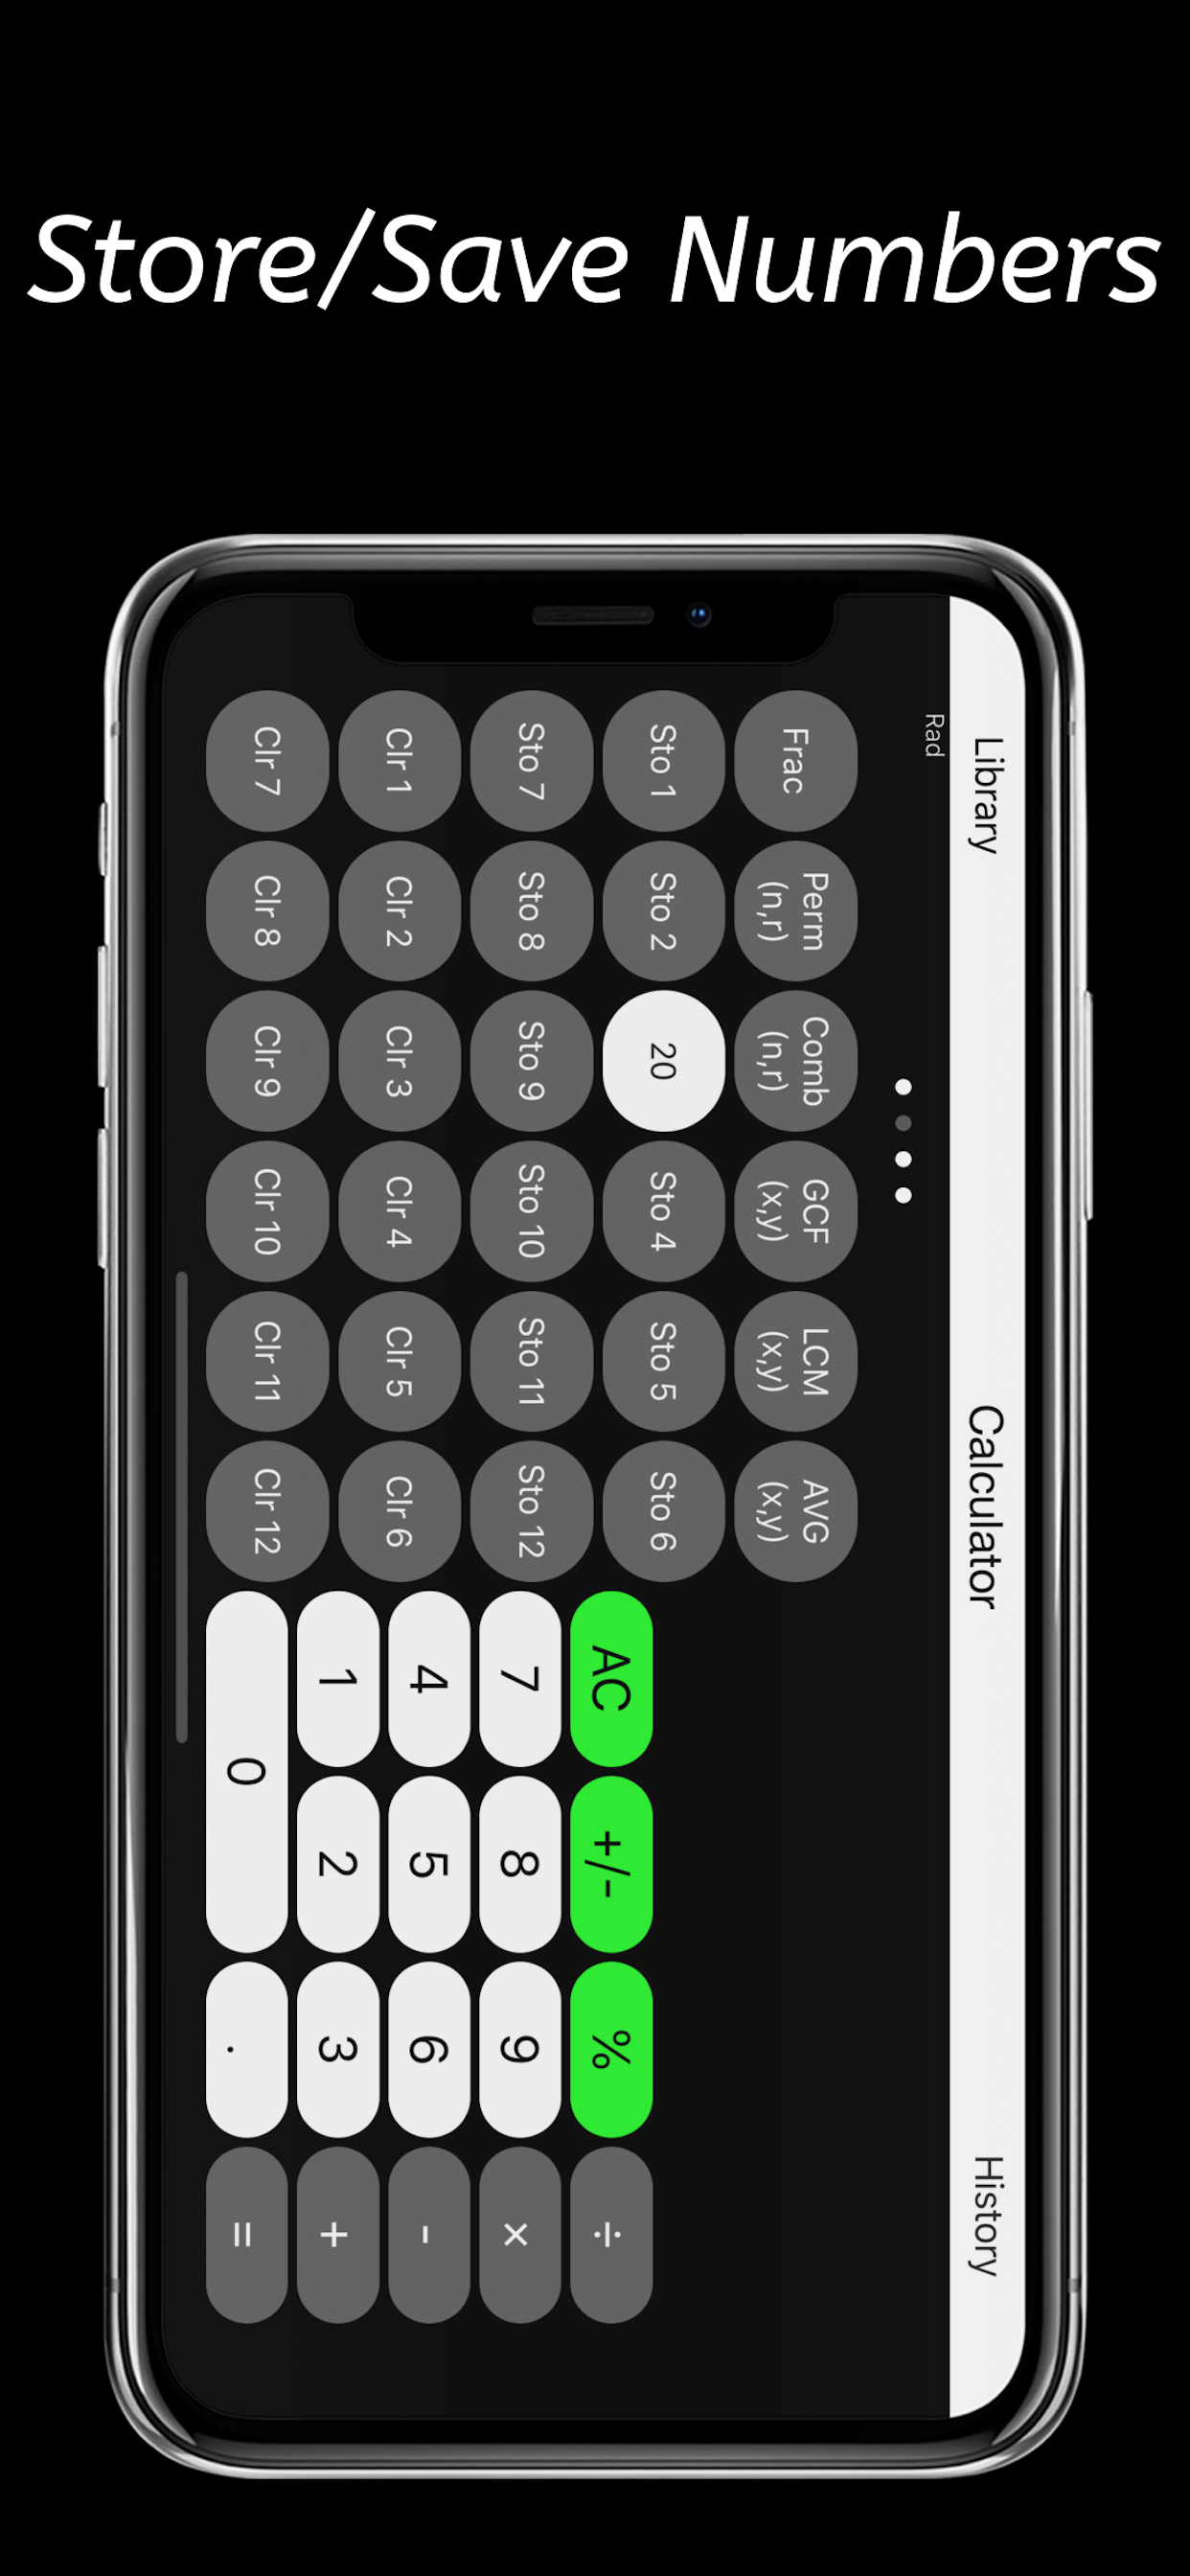 Store/Save Numbers
Library
Calculator
History
Rad
Frac
Perm
(n,r)
Comb
(n,r)
GCF
(x,y)
LCM
(x,y)
AVG
(x,y)
Sto 1
Sto 2
20
Sto 4
Sto 5
Sto 6
AC
+/-
%
÷
Sto 7
Sto 8
Sto 9
Sto 10
Sto 11
Sto 12
7
8
9
×
Clr 1
Clr 2
Clr 3
Clr 4
Clr 5
Clr 6
4
5
6
-
1
2
3
+
Clr 7
Clr 8
Clr 9
Clr 10
Clr 11
Clr 12
0
.
=